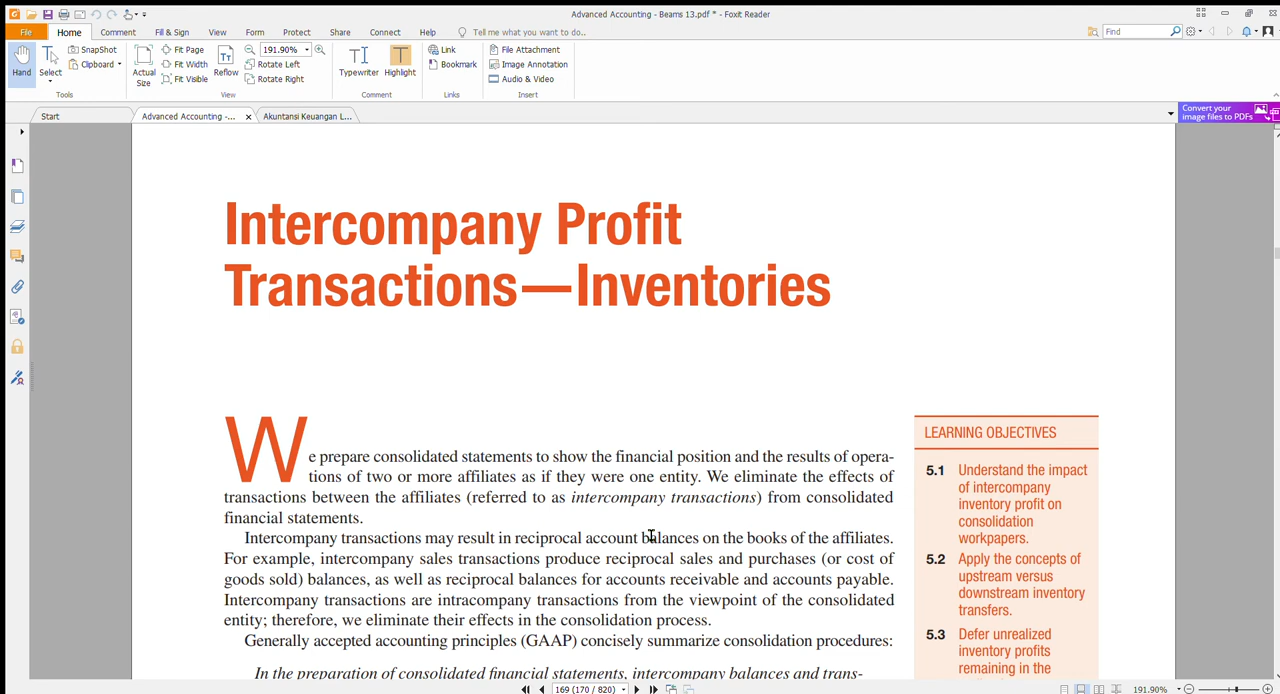 Advanced Accounting - Beams 13.pdf * - Foxit Reader
File Home Comment Fill & Sign View Form Protect Share Connect Help Tell me what you want to do.. Find
Hand Select SnapShot Clipboard Tools
Actual Size Fit Page Fit Width Fit Visible Reflow 191.90% Rotate Left Rotate Right View
Typewriter Highlight Comment
Link Bookmark Links
File Attachment Image Annotation Audio & Video Insert
Start Advanced Accounting -... Akuntansi Keuangan L...
Convert your
image files to PDFs
Intercompany Profit
Transactions—Inventories
We prepare consolidated statements to show the financial position and the results of opera-
tions of two or more affiliates as if they were one entity. We eliminate the effects of
transactions between the affiliates (referred to as intercompany transactions) from consolidated
financial statements.
Intercompany transactions may result in reciprocal account balances on the books of the affiliates.
For example, intercompany sales transactions produce reciprocal sales and purchases (or cost of
goods sold) balances, as well as reciprocal balances for accounts receivable and accounts payable.
Intercompany transactions are intracompany transactions from the viewpoint of the consolidated
entity; therefore, we eliminate their effects in the consolidation process.
Generally accepted accounting principles (GAAP) concisely summarize consolidation procedures:
In the preparation of consolidated financial statements, intercompany balances and trans-
LEARNING OBJECTIVES
5.1 Understand the impact
of intercompany
inventory profit on
consolidation
workpapers.
5.2 Apply the concepts of
upstream versus
downstream inventory
transfers.
5.3 Defer unrealized
inventory profits
remaining in the
169 (170 / 820) 191.90%